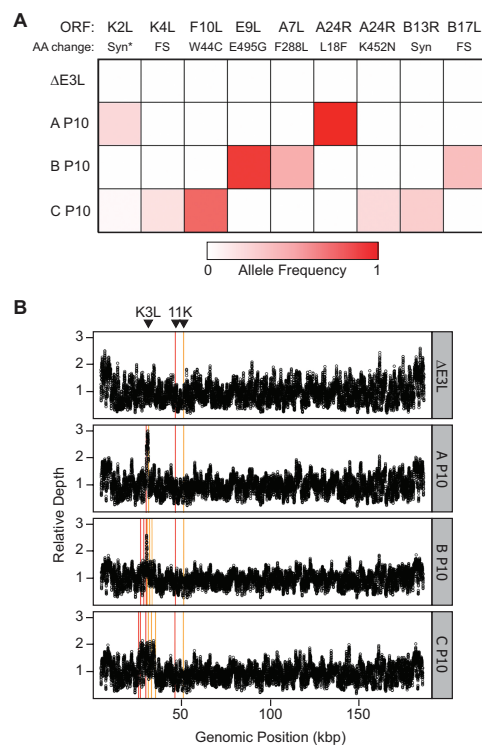 A
ORF: K2L K4L F10L E9L A7L A24R A24R B13R B17L
AA change: Syn* FS W44C E495G F288L L18F K452N Syn FS
ΔE3L
A P10
B P10
C P10
0 1
Allele Frequency
B
K3L 11K
3
2
1
ΔE3L
3
2
1
A P10
3
2
1
B P10
3
2
1
C P10
Relative Depth
50 100 150
Genomic Position (kbp)